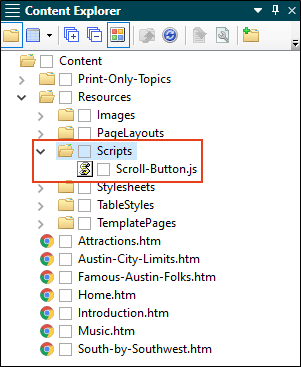 Content Explorer
Content
Print-Only-Topics
Resources
Images
PageLayouts
Scripts
Scroll-Button.js
Stylesheets
TableStyles
TemplatePages
Attractions.htm
Austin-City-Limits.htm
Famous-Austin-Folks.htm
Home.htm
Introduction.htm
Music.htm
South-by-Southwest.htm